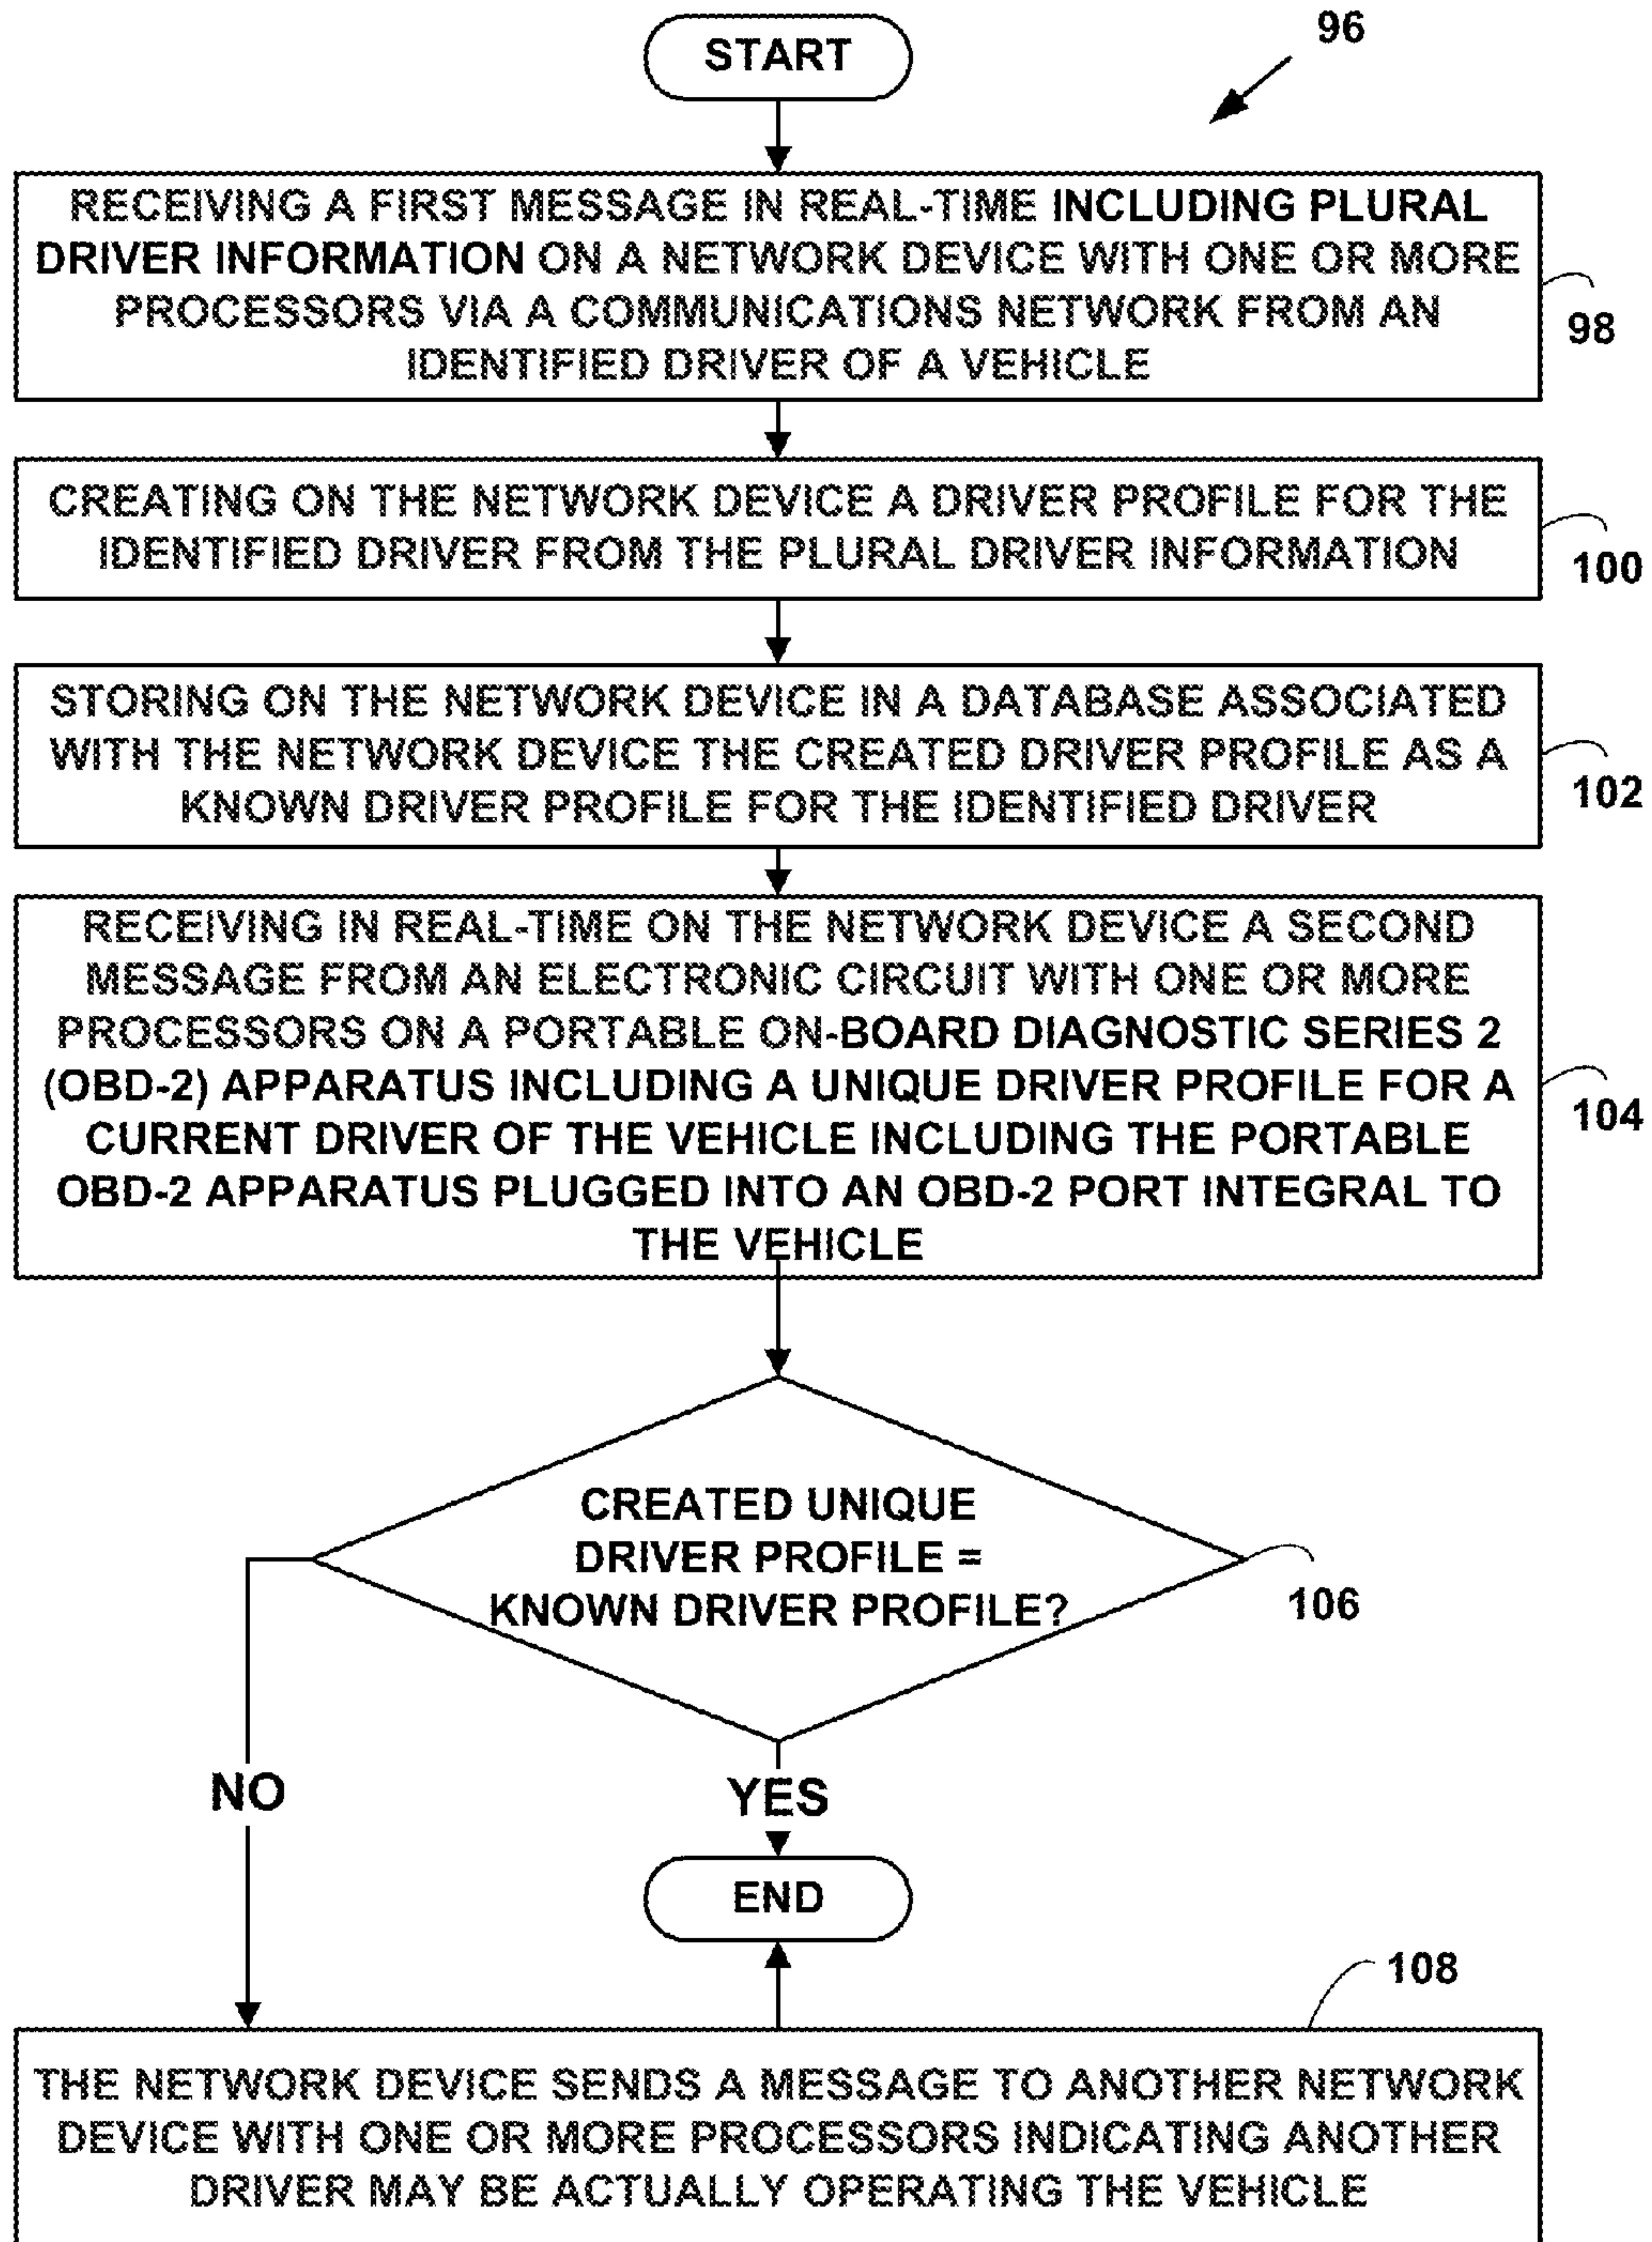 START
96
RECEIVING A FIRST MESSAGE IN REAL-TIME INCLUDING PLURAL
DRIVER INFORMATION ON A NETWORK DEVICE WITH ONE OR MORE
PROCESSORS VIA A COMMUNICATIONS NETWORK FROM AN
IDENTIFIED DRIVER OF A VEHICLE
98
CREATING ON THE NETWORK DEVICE A DRIVER PROFILE FOR THE
IDENTIFIED DRIVER FROM THE PLURAL DRIVER INFORMATION
100
STORING ON THE NETWORK DEVICE IN A DATABASE ASSOCIATED
WITH THE NETWORK DEVICE THE CREATED DRIVER PROFILE AS A
KNOWN DRIVER PROFILE FOR THE IDENTIFIED DRIVER
102
RECEIVING IN REAL-TIME ON THE NETWORK DEVICE A SECOND
MESSAGE FROM AN ELECTRONIC CIRCUIT WITH ONE OR MORE
PROCESSORS ON A PORTABLE ON-BOARD DIAGNOSTIC SERIES 2
(OBD-2) APPARATUS INCLUDING A UNIQUE DRIVER PROFILE FOR A
CURRENT DRIVER OF THE VEHICLE INCLUDING THE PORTABLE
OBD-2 APPARATUS PLUGGED INTO AN OBD-2 PORT INTEGRAL TO
THE VEHICLE
104
CREATED UNIQUE
DRIVER PROFILE =
KNOWN DRIVER PROFILE?
106
NO
YES
END
108
THE NETWORK DEVICE SENDS A MESSAGE TO ANOTHER NETWORK
DEVICE WITH ONE OR MORE PROCESSORS INDICATING ANOTHER
DRIVER MAY BE ACTUALLY OPERATING THE VEHICLE